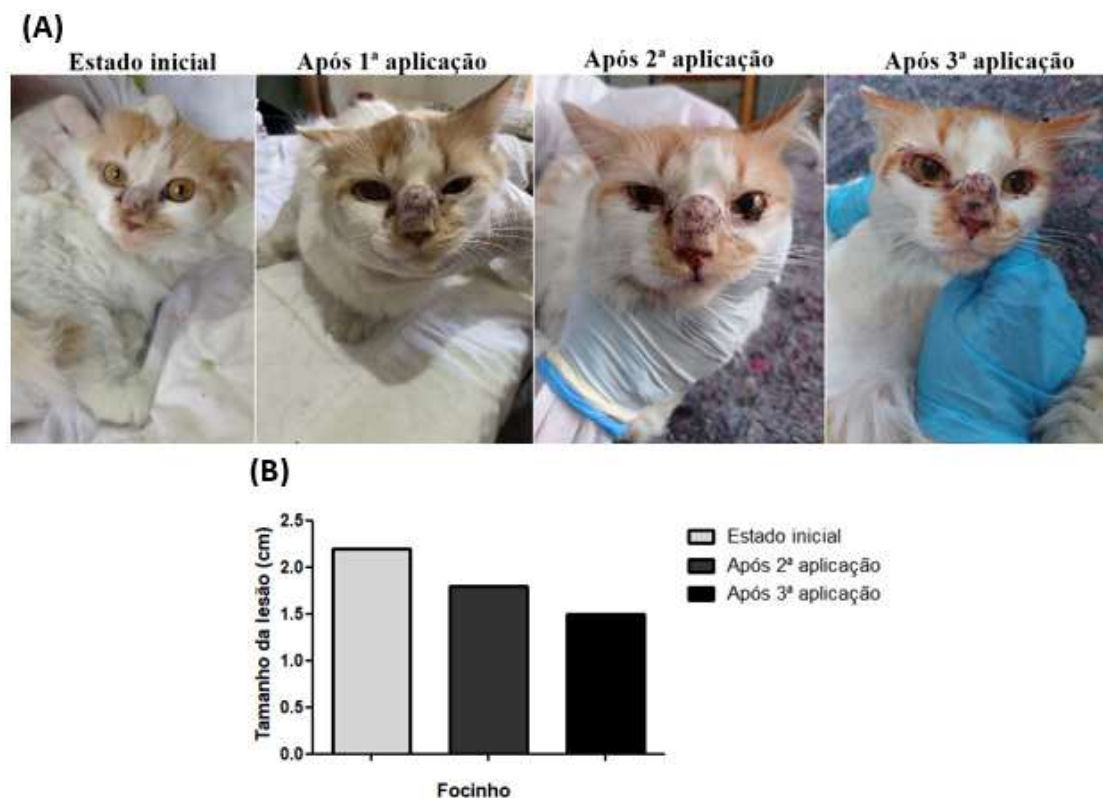 (A)
Estado inicial
Após 1ª aplicação
Após 2ª aplicação
Após 3ª aplicação
(B)
2.5
2.0
1.5
1.0
0.5
0.0
Tamanho da lesão (cm)
Focinho
Estado inicial
Após 2ª aplicação
Após 3ª aplicação